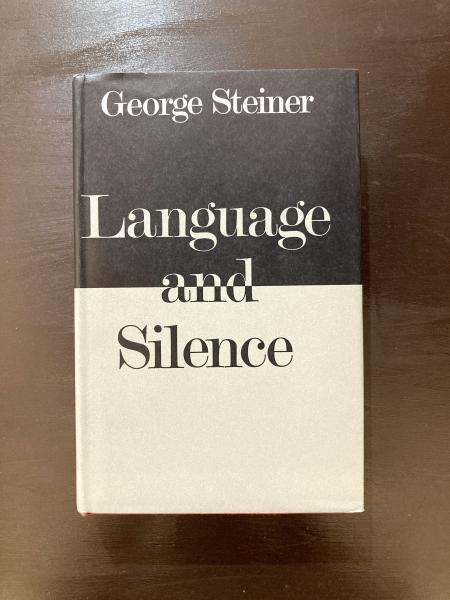 George Steiner
Language
and
Silence